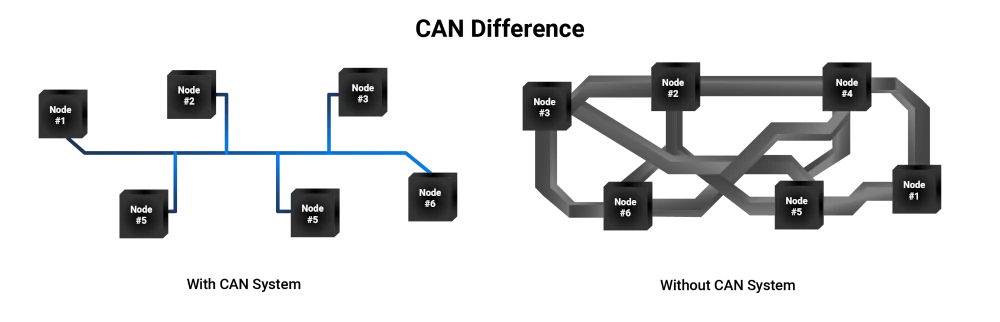 CAN Difference
Node
#1
Node
#2
Node
#3
Node
#5
Node
#5
Node
#6
With CAN System
Node
#3
Node
#2
Node
#4
Node
#6
Node
#5
Node
#1
Without CAN System